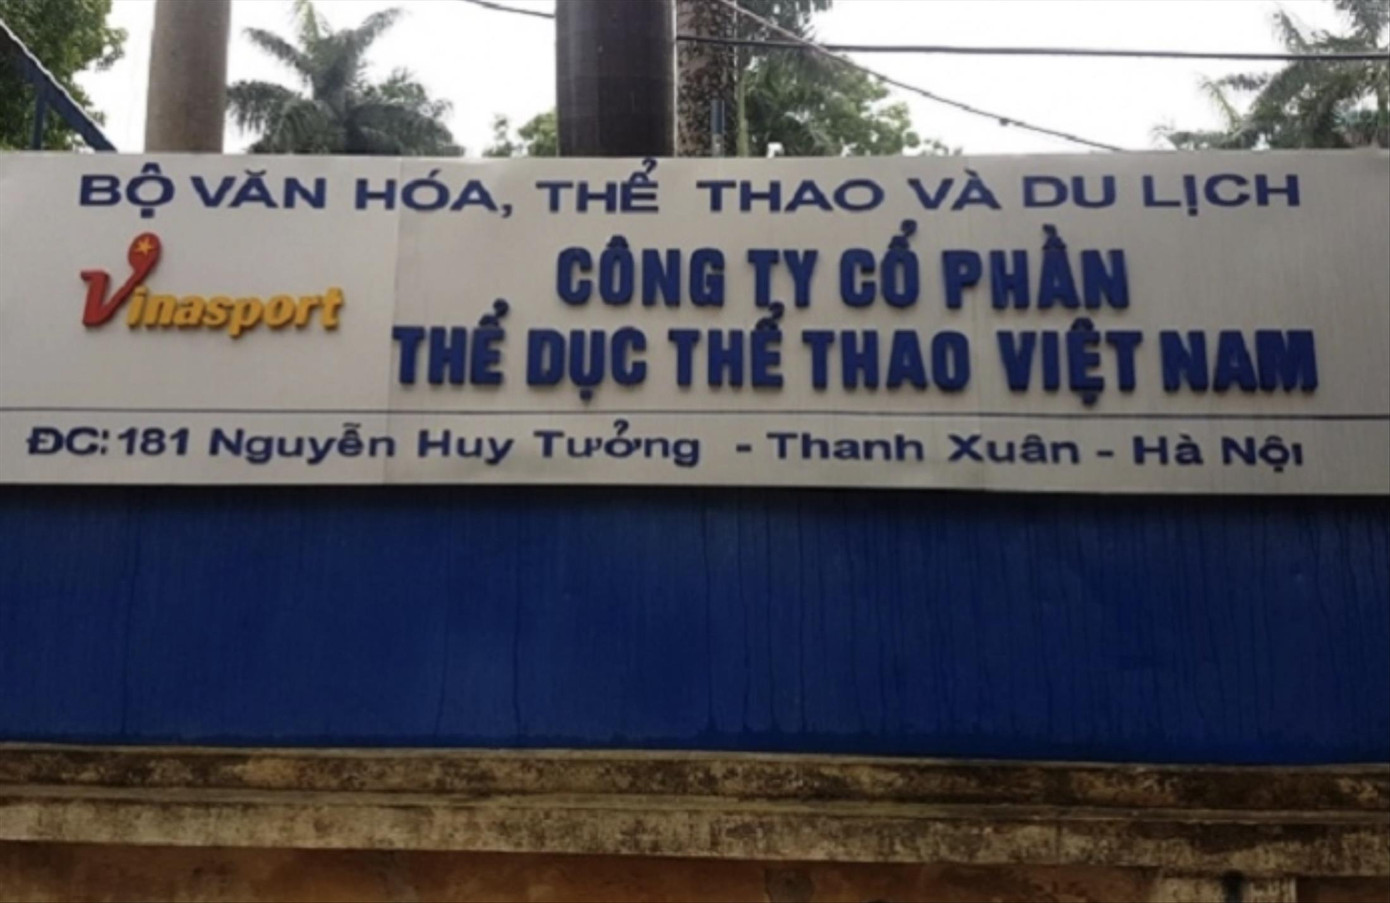 BỘ VĂN HÓA, THỂ THAO VÀ DU LỊCH
Vinasport
CÔNG TY CỔ PHẦN
THỂ DỤC THỂ THAO VIỆT NAM
ĐC: 181 Nguyễn Huy Tưởng - Thanh Xuân - Hà Nội